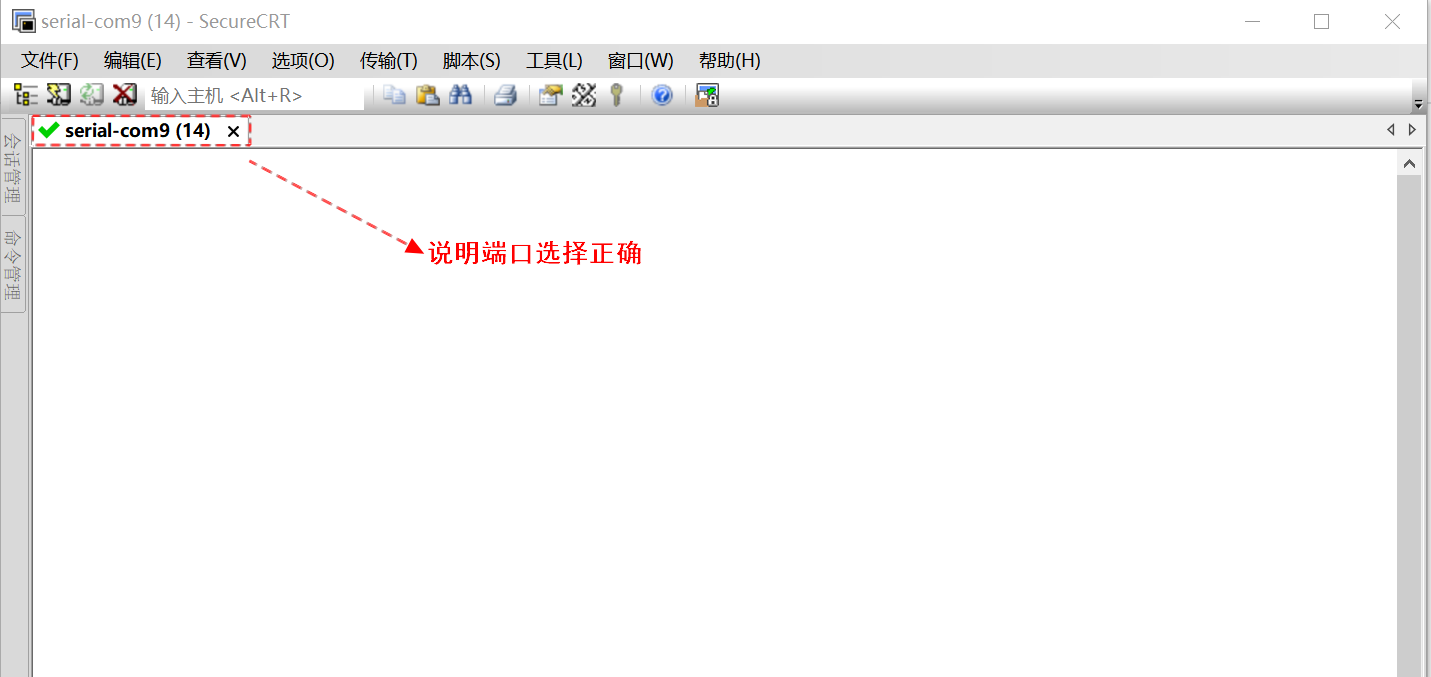 serial-com9 (14) - SecureCRT
文件(F) 编辑(E) 查看(V) 选项(O) 传输(T) 脚本(S) 工具(L) 窗口(W) 帮助(H)
输入主机 <Alt+R>
serial-com9 (14)
会话管理
命令管理
说明端口选择正确